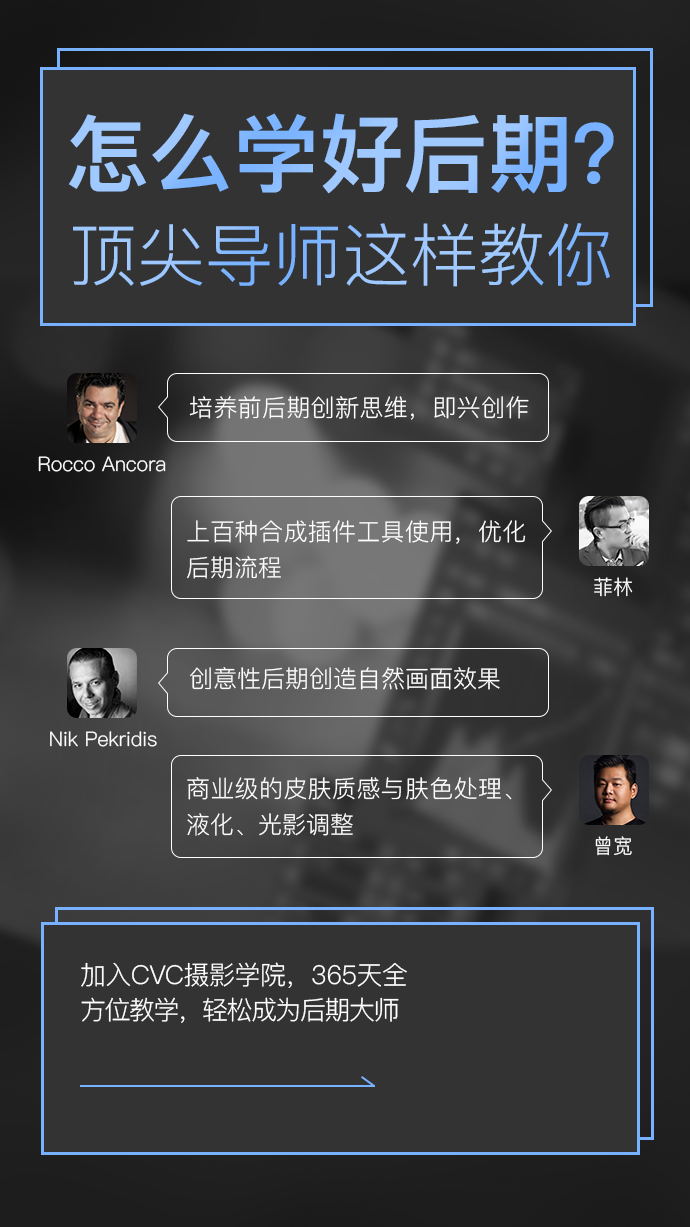 怎么学好后期?
顶尖导师这样教你
培养前后期创新思维，即兴创作
Rocco Ancora
上百种合成插件工具使用，优化
后期流程
菲林
创意性后期创造自然画面效果
Nik Pekridis
商业级的皮肤质感与肤色处理、
液化、光影调整
曾宽
加入CVC摄影学院，365天全
方位教学，轻松成为后期大师